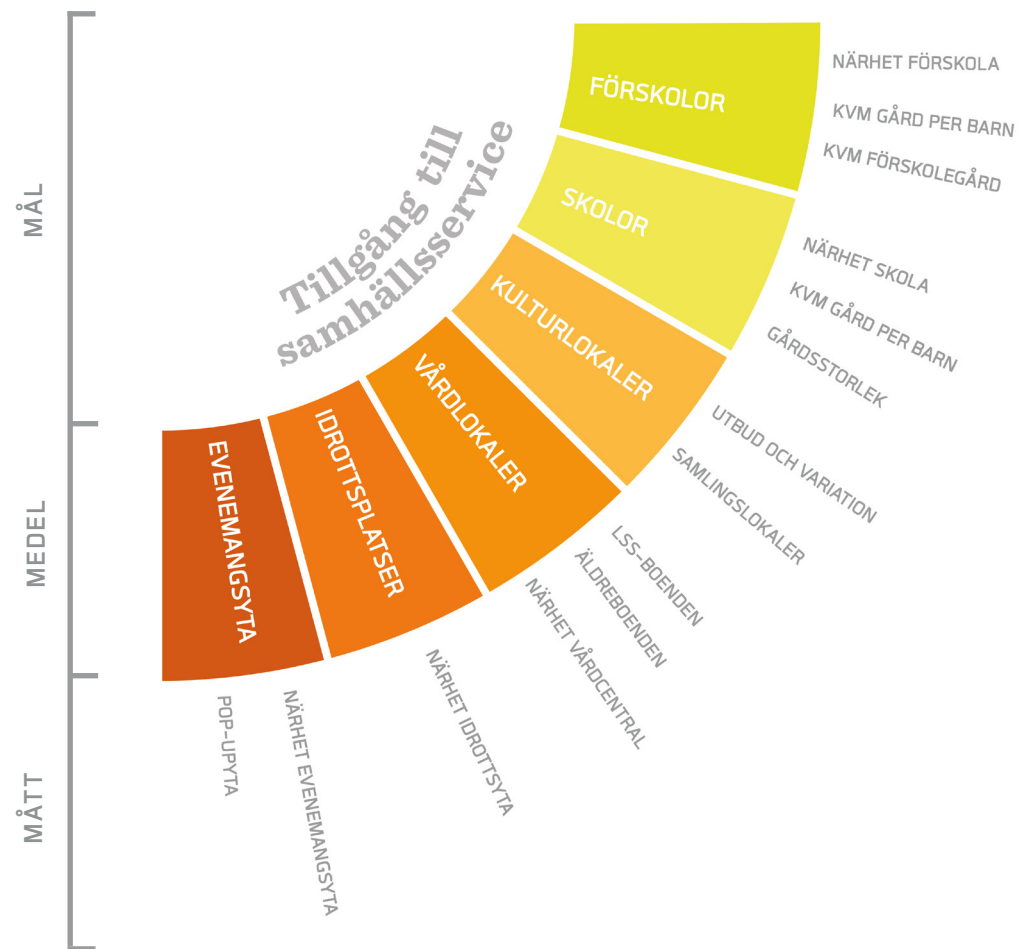 MÅL
MEDEL
MÅTT
Tillgång till
samhällsservice
FÖRSKOLOR
NÄRHET FÖRSKOLA
KVM GÅRD PER BARN
KVM FÖRSKOLEGÅRD
SKOLOR
NÄRHET SKOLA
KVM GÅRD PER BARN
GÅRDSSTORLEK
KULTURLOKALER
UTBUD OCH VARIATION
SAMLINGSLOKALER
VÅRDLOKALER
LSS-BOENDEN
ÄLDREBOENDEN
NÄRHET VÅRDCENTRAL
IDROTTSPLATSER
NÄRHET IDROTTSYTA
EVENEMANGSYTA
NÄRHET EVENEMANGSYTA
POP-UPYTA